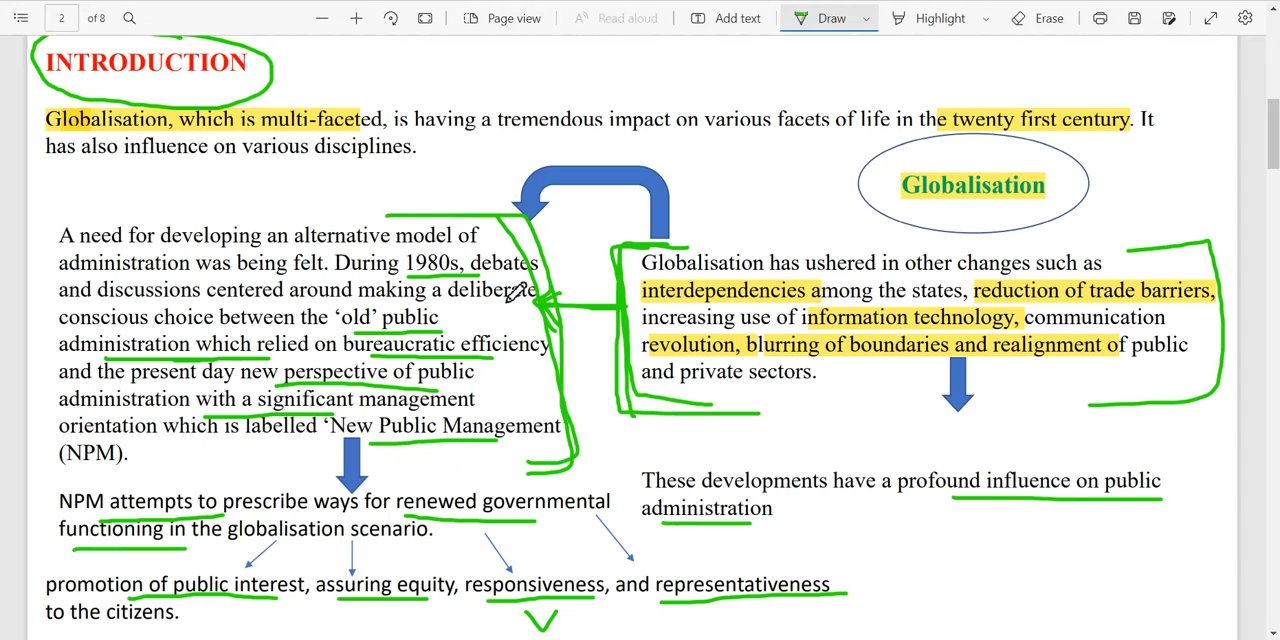 2 of 8
Page view
Read aloud
Add text
Draw
Highlight
Erase
INTRODUCTION
Globalisation, which is multi-faceted, is having a tremendous impact on various facets of life in the twenty first century. It
has also influence on various disciplines.
Globalisation
A need for developing an alternative model of
administration was being felt. During 1980s, debates
and discussions centered around making a deliberate
conscious choice between the ‘old’ public
administration which relied on bureaucratic efficiency
and the present day new perspective of public
administration with a significant management
orientation which is labelled ‘New Public Management
(NPM).
Globalisation has ushered in other changes such as
interdependencies among the states, reduction of trade barriers,
increasing use of information technology, communication
revolution, blurring of boundaries and realignment of public
and private sectors.
These developments have a profound influence on public
administration
NPM attempts to prescribe ways for renewed governmental
functioning in the globalisation scenario.
promotion of public interest, assuring equity, responsiveness, and representativeness
to the citizens.